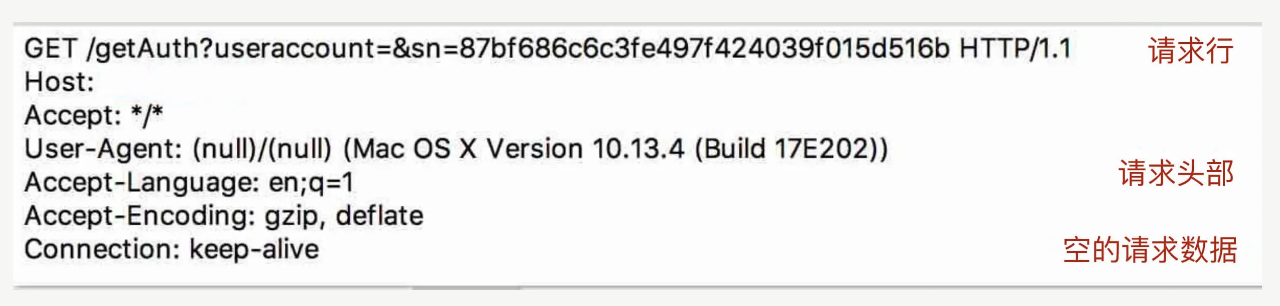 GET /getAuth?useraccount=&sn=87bf686c6c3fe497f424039f015d516b HTTP/1.1 请求行
Host:
Accept: */*
User-Agent: (null)/(null) (Mac OS X Version 10.13.4 (Build 17E202))
请求头部
Accept-Language: en;q=1
Accept-Encoding: gzip, deflate
Connection: keep-alive 空的请求数据